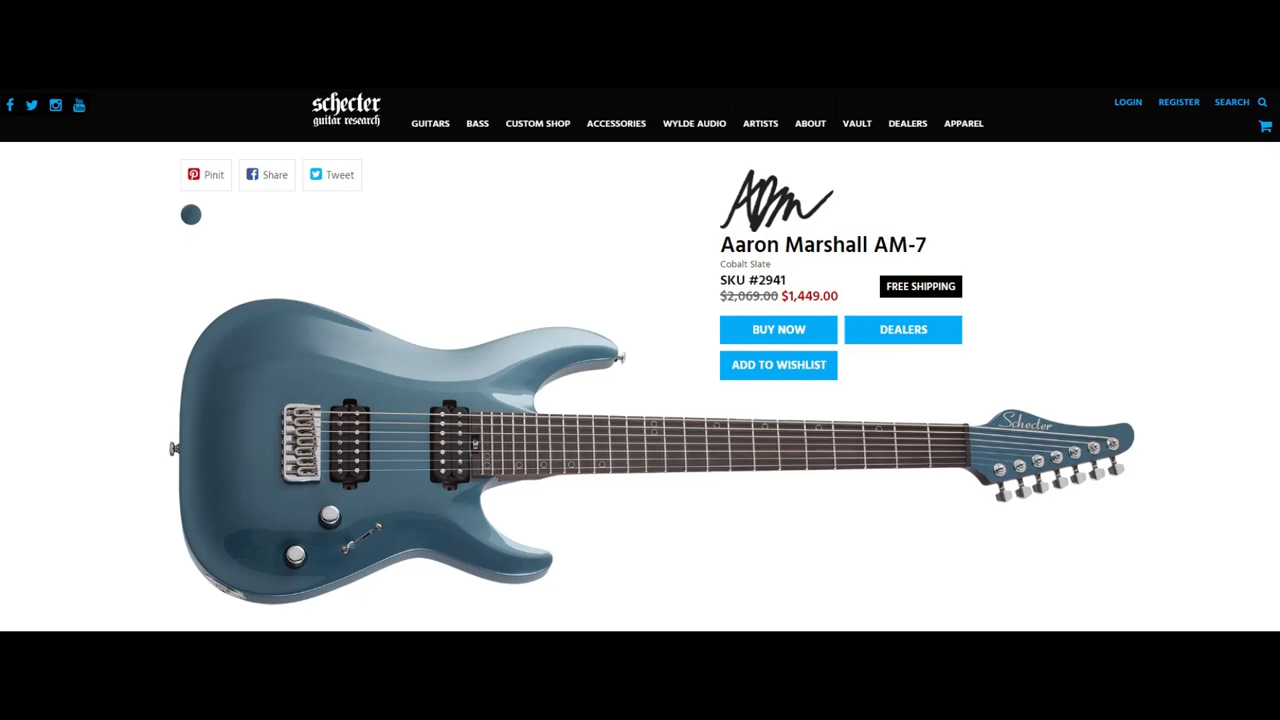 schecter
guitar research
GUITARS BASS CUSTOM SHOP ACCESSORIES WYLDE AUDIO ARTISTS ABOUT VAULT DEALERS APPAREL
LOGIN REGISTER SEARCH
Pinit Share Tweet
ADM
Aaron Marshall AM-7
Cobalt Slate
SKU #2941
$2,069.00 $1,449.00
FREE SHIPPING
BUY NOW DEALERS
ADD TO WISHLIST
Schecter